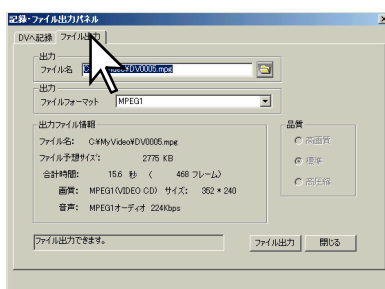 記録・ファイル出力パネル
DVへ記録 ファイル出力
出力
ファイル名 C:¥MyVideo¥DV0005.mpg
出力
ファイルフォーマット MPEG1
出力ファイル情報
ファイル名: C:¥MyVideo¥DV0005.mpg
ファイル予想サイズ: 2775 KB
合計時間: 15.6 秒 ( 468 フレーム)
画質: MPEG1(VIDEO CD) サイズ: 352 * 240
音声: MPEG1オーディオ 224Kbps
品質
高画質
標準
高圧縮
ファイル出力できます。
ファイル出力 閉じる